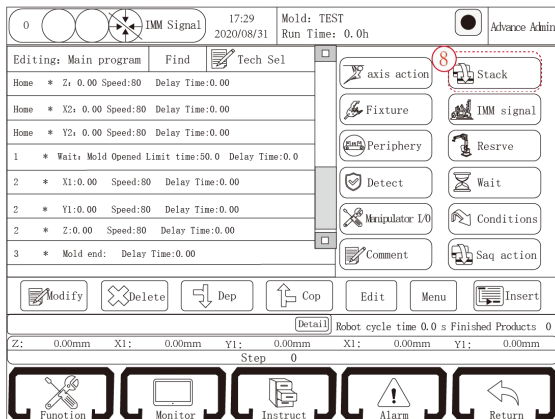 0 IMM Signal 17:29 2020/08/31 Mold: TEST Run Time: 0.0h Advance Admin
Editing: Main program Find Tech Sel
Home * Z: 0.00 Speed:80 Delay Time:0.00
Home * X2: 0.00 Speed:80 Delay Time:0.00
Home * Y2: 0.00 Speed:80 Delay Time:0.00
1 * Wait: Mold Opened Limit time:50.0 Delay Time:0.0
2 * X1:0.00 Speed:80 Delay Time:0.00
2 * Y1:0.00 Speed:80 Delay Time:0.00
2 * Z:0.00 Speed:80 Delay Time:0.00
3 * Mold end: Delay Time:0.00
8
axis action Stack
Fixture IMM signal
Periphery Resrve
Detect Wait
Manipulator I/O Conditions
Comment Saq action
Modify Delete Dep Cop Edit Menu Insert
Detail Robot cycle time 0.0 s Finished Products 0
Z: 0.00mm X1: 0.00mm Y1: 0.00mm X1: 0.00mm Y1: 0.00mm
Step 0
Funotion Monitor Instruct Alarm Return